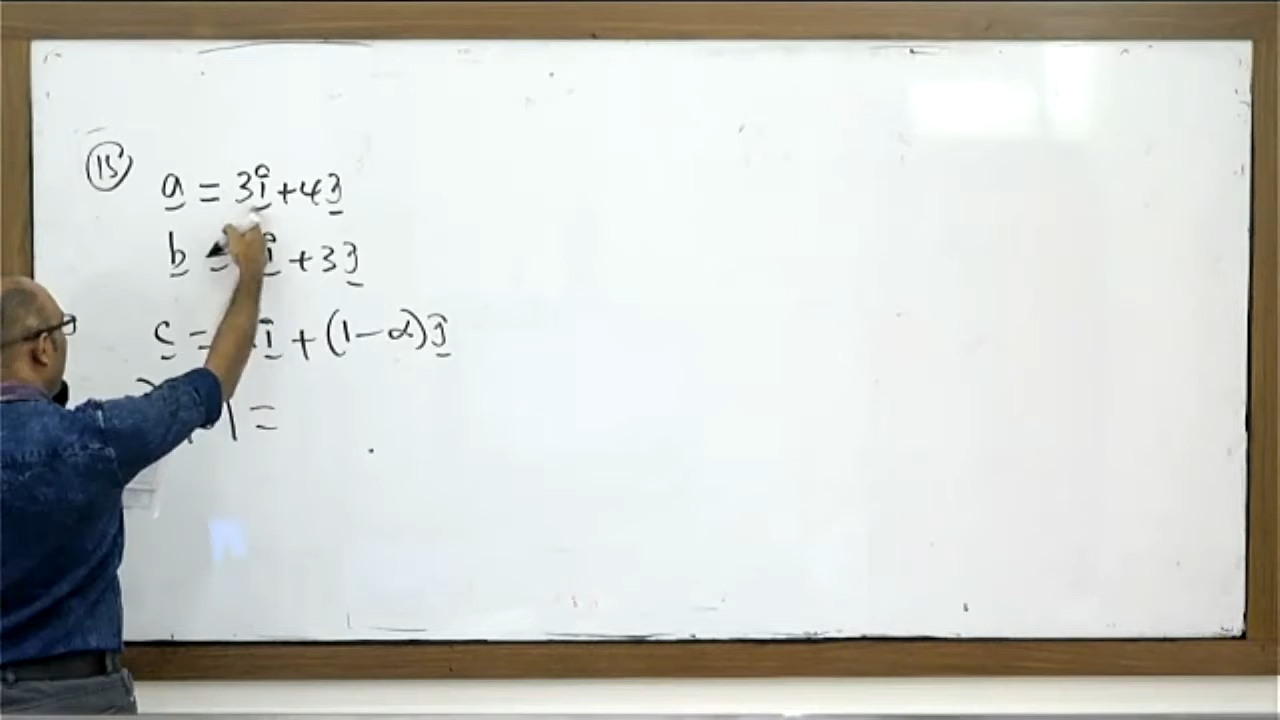 (15) a = 3i + 4j
b = i + 3j
c = i + (1 - α)j
=